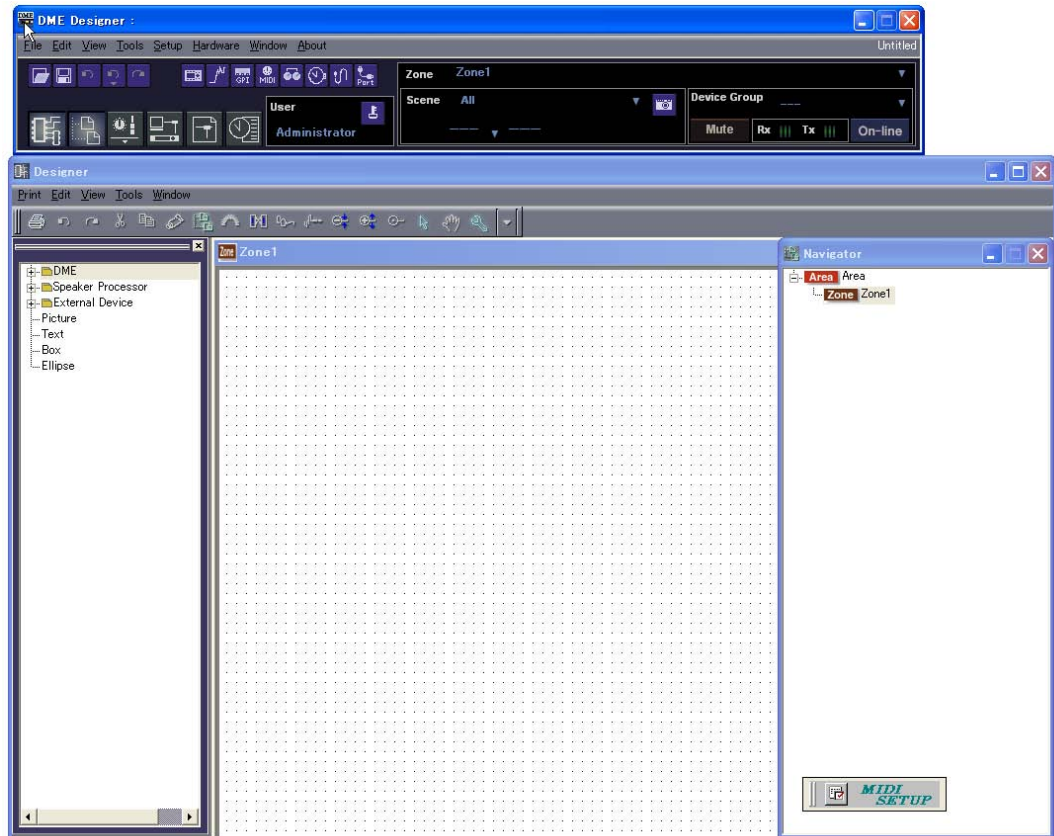 DME Designer :
File Edit View Tools Setup Hardware Window About
Untitled
GPI MIDI Port
User
Administrator
Zone Zone1
Scene All
Device Group
Mute Rx Tx On-line
Designer
Print Edit View Tools Window
DME
Speaker Processor
External Device
Picture
Text
Box
Ellipse
Zone Zone1
Navigator
Area Area
Zone Zone1
MIDI
SETUP